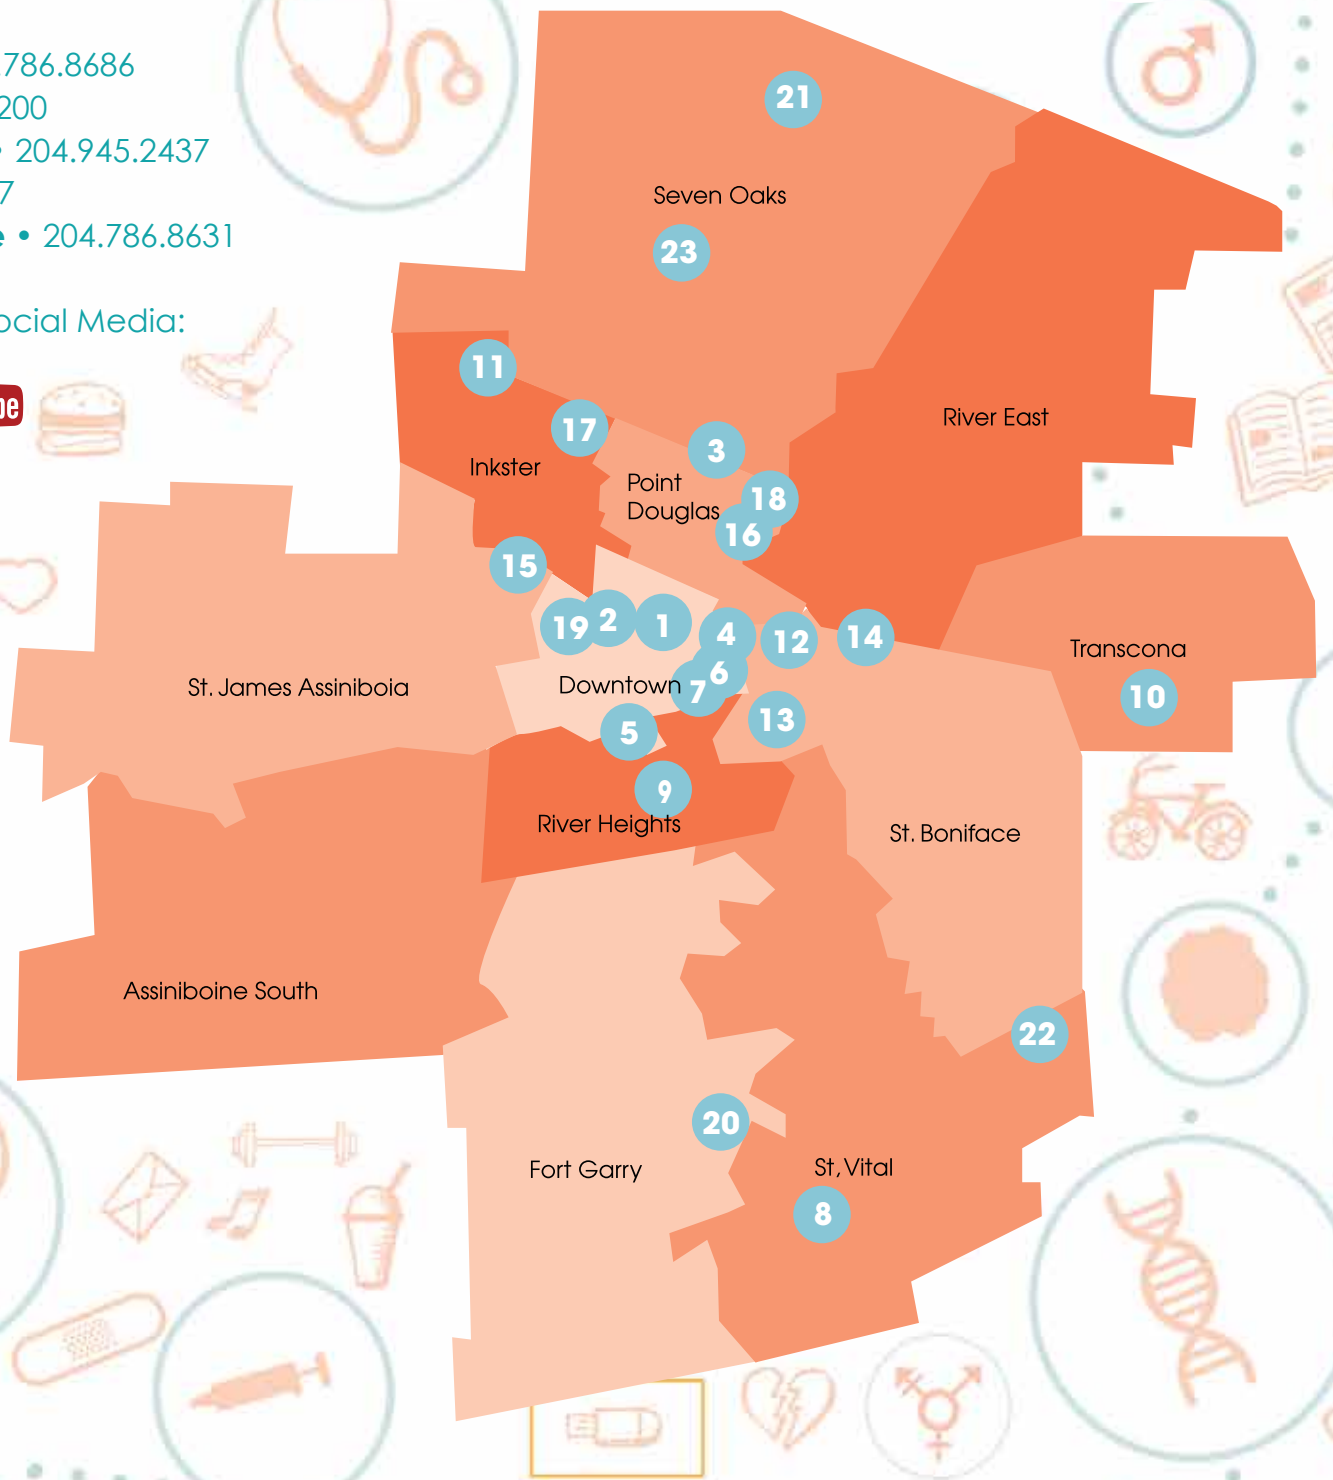 .786.8686
200
• 204.945.2437
7
e • 204.786.8631
ocial Media:
be
21
Seven Oaks
23
11
17
3
River East
Inkster
Point
Douglas
18
16
15
19
2
1
4
12
14
6
Transcona
St. James Assiniboia
Downtown
7
10
5
13
9
River Heights
St. Boniface
Assiniboine South
22
20
Fort Garry
St, Vital
8